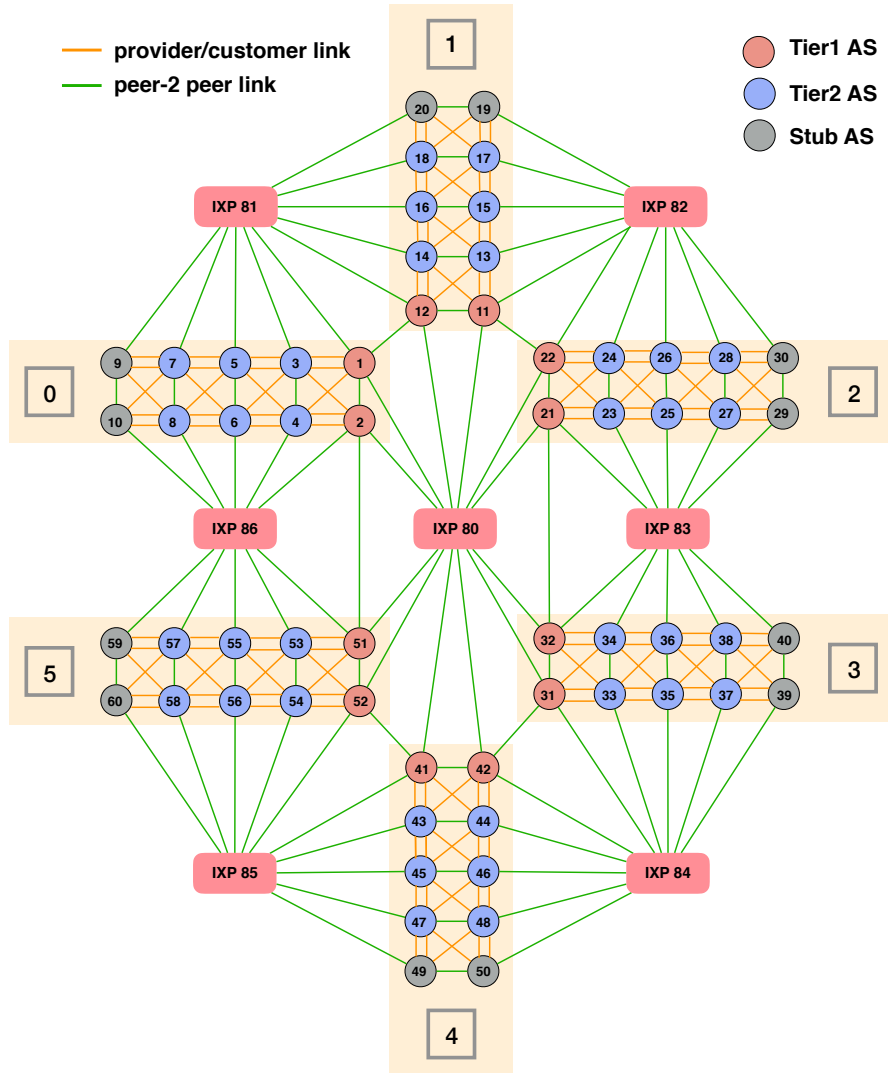 provider/customer link
peer-2 peer link
1
Tier1 AS
Tier2 AS
Stub AS
20 19
18 17
IXP 81 16 15 IXP 82
14 13
12 11
0
9 7 5 3 1
10 8 6 4 2
22 24 26 28 30
21 23 25 27 29
2
IXP 86 IXP 80 IXP 83
5
59 57 55 53 51
60 58 56 54 52
32 34 36 38 40
31 33 35 37 39
3
41 42
43 44
IXP 85 45 46 IXP 84
47 48
49 50
4